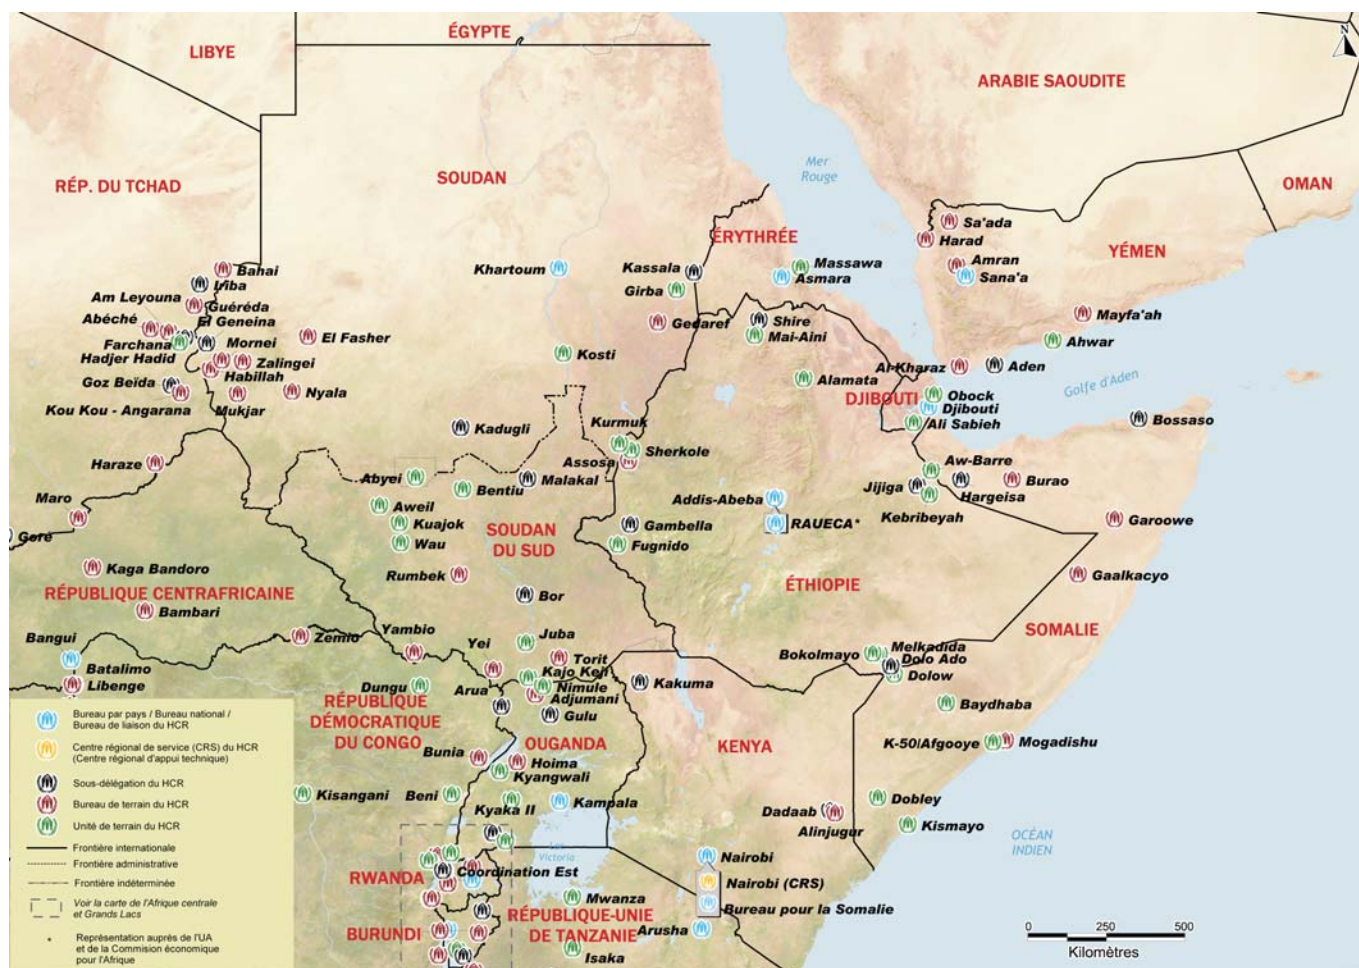 ÉGYPTE
LIBYE
N
ARABIE SAOUDITE
Mer
Rouge
RÉP. DU TCHAD
SOUDAN
OMAN
ÉRYTHRÉE
YÉMEN
Sa'ada
Harad
Amran
Sana'a
Khartoum
Kassala
Girba
Massawa
Asmara
Bahai
Iriba
Am Leyouna
Guéréda
Abéché
El Geneina
Farchana
Mornei
Hadjer Hadid
Zalingei
Habillah
Goz Beïda
Kou Kou - Angarana
Mukjar
El Fasher
Nyala
Gedaref
Shire
Mai-Aini
Mayfa'ah
Ahwar
Kosti
Alamata
Al-Kharaz
Aden
Golfe d'Aden
DJIBOUTI
Obock
Djibouti
Ali Sabieh
Bossaso
Kadugli
Kurmuk
Sherkole
Assosa
Haraze
Abyei
Malakal
Bentiu
Aw-Barre
Jijiga
Hargeisa
Burao
Kebribeyah
Maro
Aweil
Kuajok
Wau
SOUDAN
DU SUD
Addis-Abeba
RAUECA*
Garoowe
Goré
Gambella
Fugnido
Kaga Bandoro
RÉPUBLIQUE CENTRAFRICAINE
Bambari
Rumbek
Bor
ÉTHIOPIE
Gaalkacyo
SOMALIE
Bangui
Batalimo
Libenge
Zemio
Yambio
Yei
Juba
Torit
Kajo Keji
Nimule
Adjumani
Arua
Gulu
Kakuma
Bokolmayo
Melkadida
Dolo Ado
Dolow
Dungu
RÉPUBLIQUE
DÉMOCRATIQUE
DU CONGO
Baydhaba
OUGANDA
KENYA
K-50/Afgooye
Mogadishu
Bunia
Hoima
Kyangwali
Kisangani
Beni
Kyaka II
Kampala
Dadaab
Alinjugur
Dobley
Kismayo
Lac
Victoria
OCÉAN
INDIEN
Nairobi
Nairobi (CRS)
Bureau pour la Somalie
RWANDA
Coordination Est
Mwanza
RÉPUBLIQUE-UNIE
DE TANZANIE
BURUNDI
Arusha
Isaka
Bureau par pays / Bureau national /
Bureau de liaison du HCR
Centre régional de service (CRS) du HCR
(Centre régional d'appui technique)
Sous-délégation du HCR
Bureau de terrain du HCR
Unité de terrain du HCR
Frontière internationale
Frontière administrative
Frontière indéterminée
Voir la carte de l'Afrique centrale
et Grands Lacs
* Représentation auprès de l'UA
et de la Commision économique
pour l'Afrique
0 250 500
Kilomètres